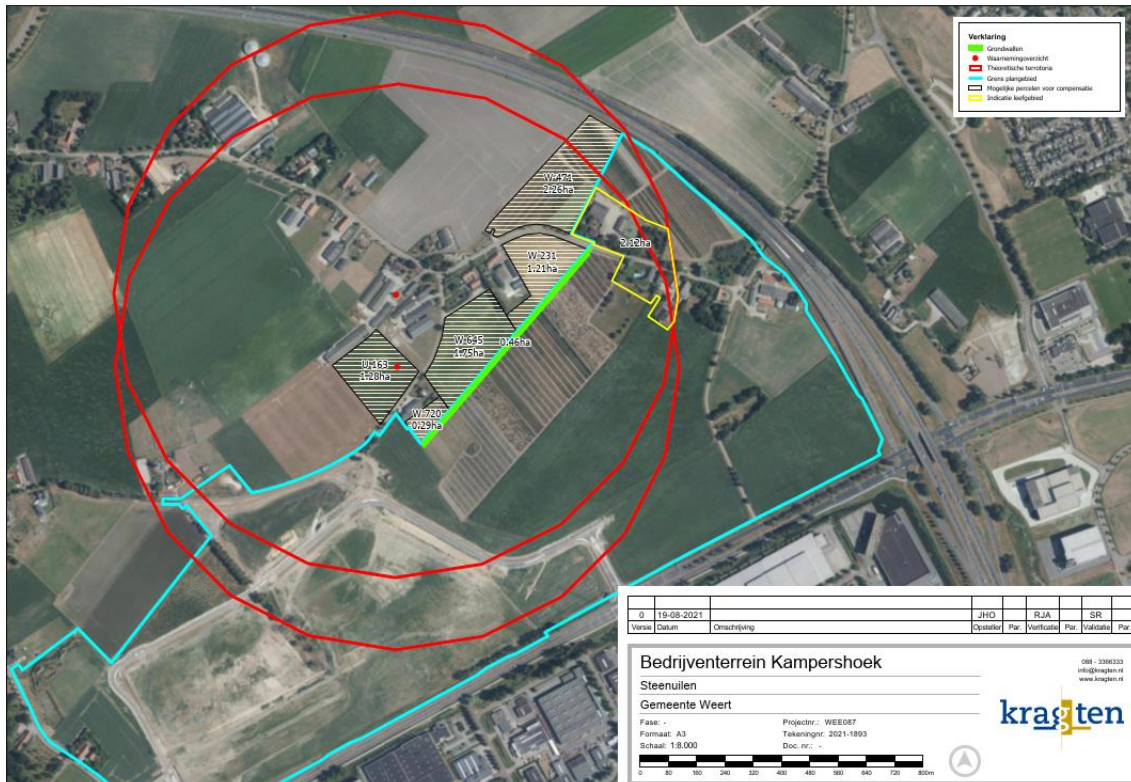 Verklaring
Grondwallen
Waarnemingoverzicht
Theoretische territoria
Grens plangebied
Mogelijke percelen voor compensatie
Indicatie leefgebied
W 471
2.26ha
2.12ha
W 231
1.21ha
W 645
1.75ha
0.46ha
U 163
1.28ha
W 720
0.29ha
0 19-08-2021 JHO RJA SR
Versie Datum Omschrijving Opsteller Par. Verificatie Par. Validatie Par.
Bedrijventerrein Kampershoek
Steenuilen
Gemeente Weert
088 - 3366333
info@kragten.nl
www.kragten.nl
kragten
Fase: - Projectnr.: WEE087
Formaat: A3 Tekeningnr: 2021-1893
Schaal: 1:8.000 Doc. nr.: -
0 80 160 240 320 400 480 560 640 720 800m